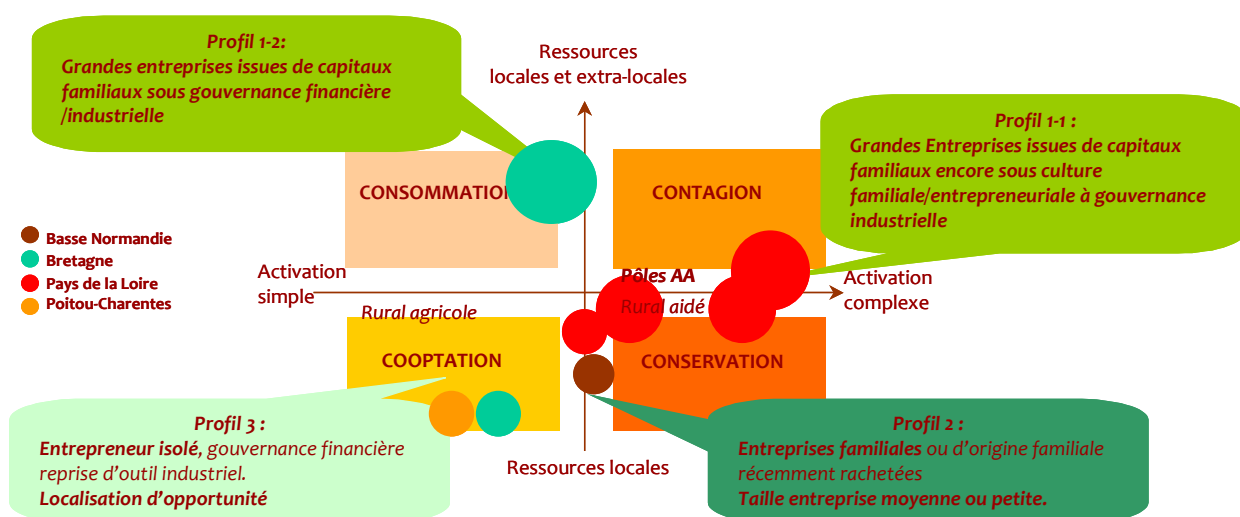 Profil 1-2:
Grandes entreprises issues de capitaux
familiaux sous gouvernance financière
/industrielle
Ressources
locales et extra-locales
Profil 1-1 :
Grandes Entreprises issues de capitaux
familiaux encore sous culture
familiale/entrepreneuriale à gouvernance
industrielle
CONSOMMATION
CONTAGION
Basse Normandie
Bretagne
Pays de la Loire
Poitou-Charentes
Activation
simple
Pôles AA
Activation
complexe
Rural agricole
Rural aidé
COOPTATION
CONSERVATION
Profil 3 :
Entrepreneur isolé, gouvernance financière
reprise d'outil industriel.
Localisation d'opportunité
Ressources locales
Profil 2 :
Entreprises familiales ou d'origine familiale
récemment rachetées
Taille entreprise moyenne ou petite.